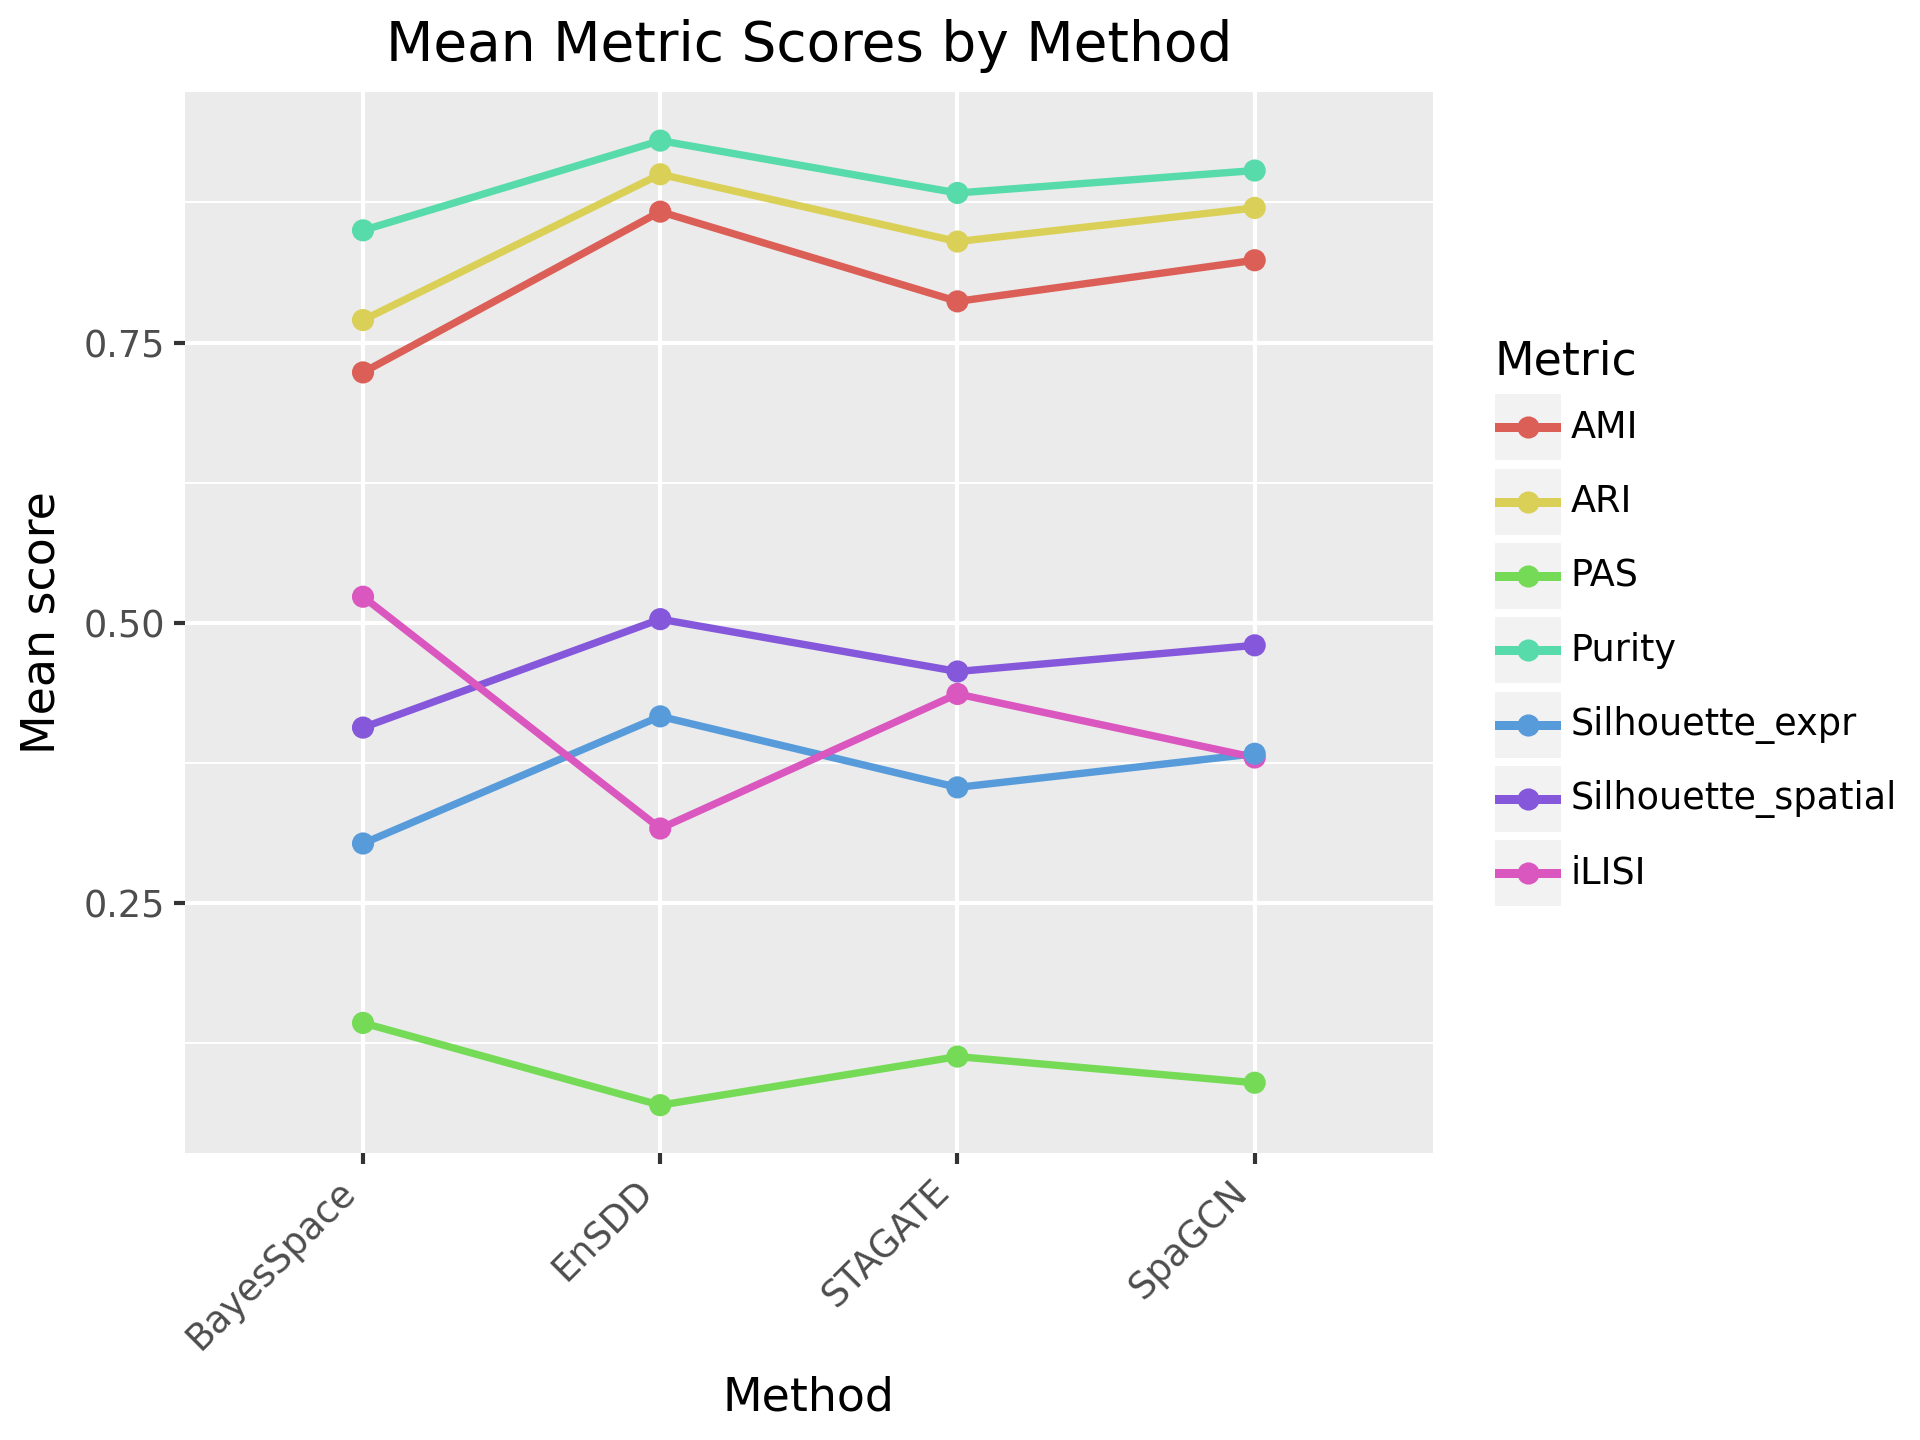 Mean Metric Scores by Method
Mean score
0.75
0.50
0.25
BayesSpace
EnSDD
STAGATE
SpaGCN
Method
Metric
AMI
ARI
PAS
Purity
Silhouette_expr
Silhouette_spatial
iLISI